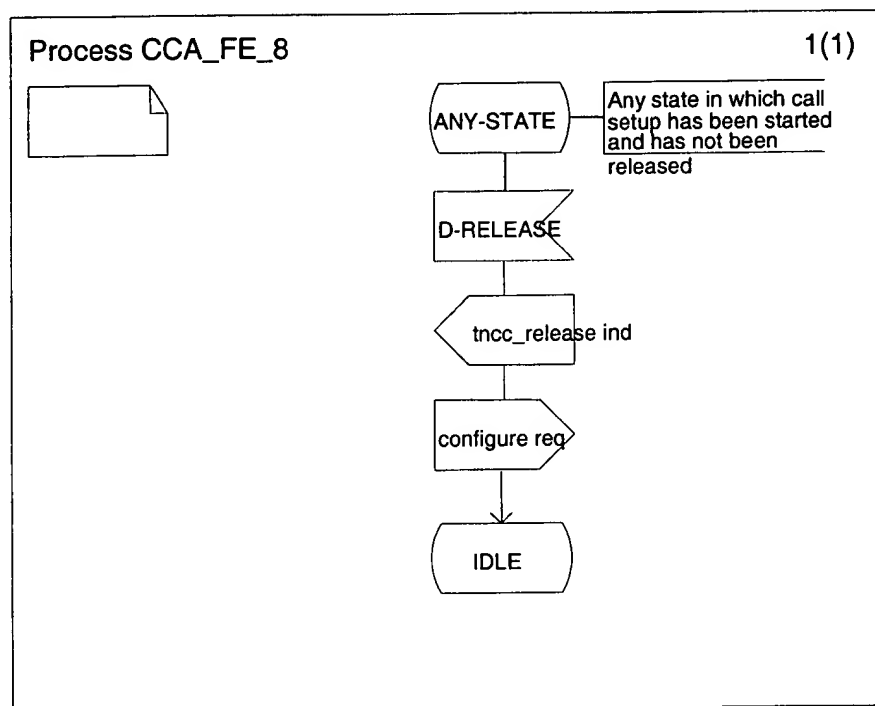 Process CCA_FE_8
1(1)
ANY-STATE
Any state in which call
setup has been started
and has not been
released
D-RELEASE
tncc_release ind
configure req
IDLE